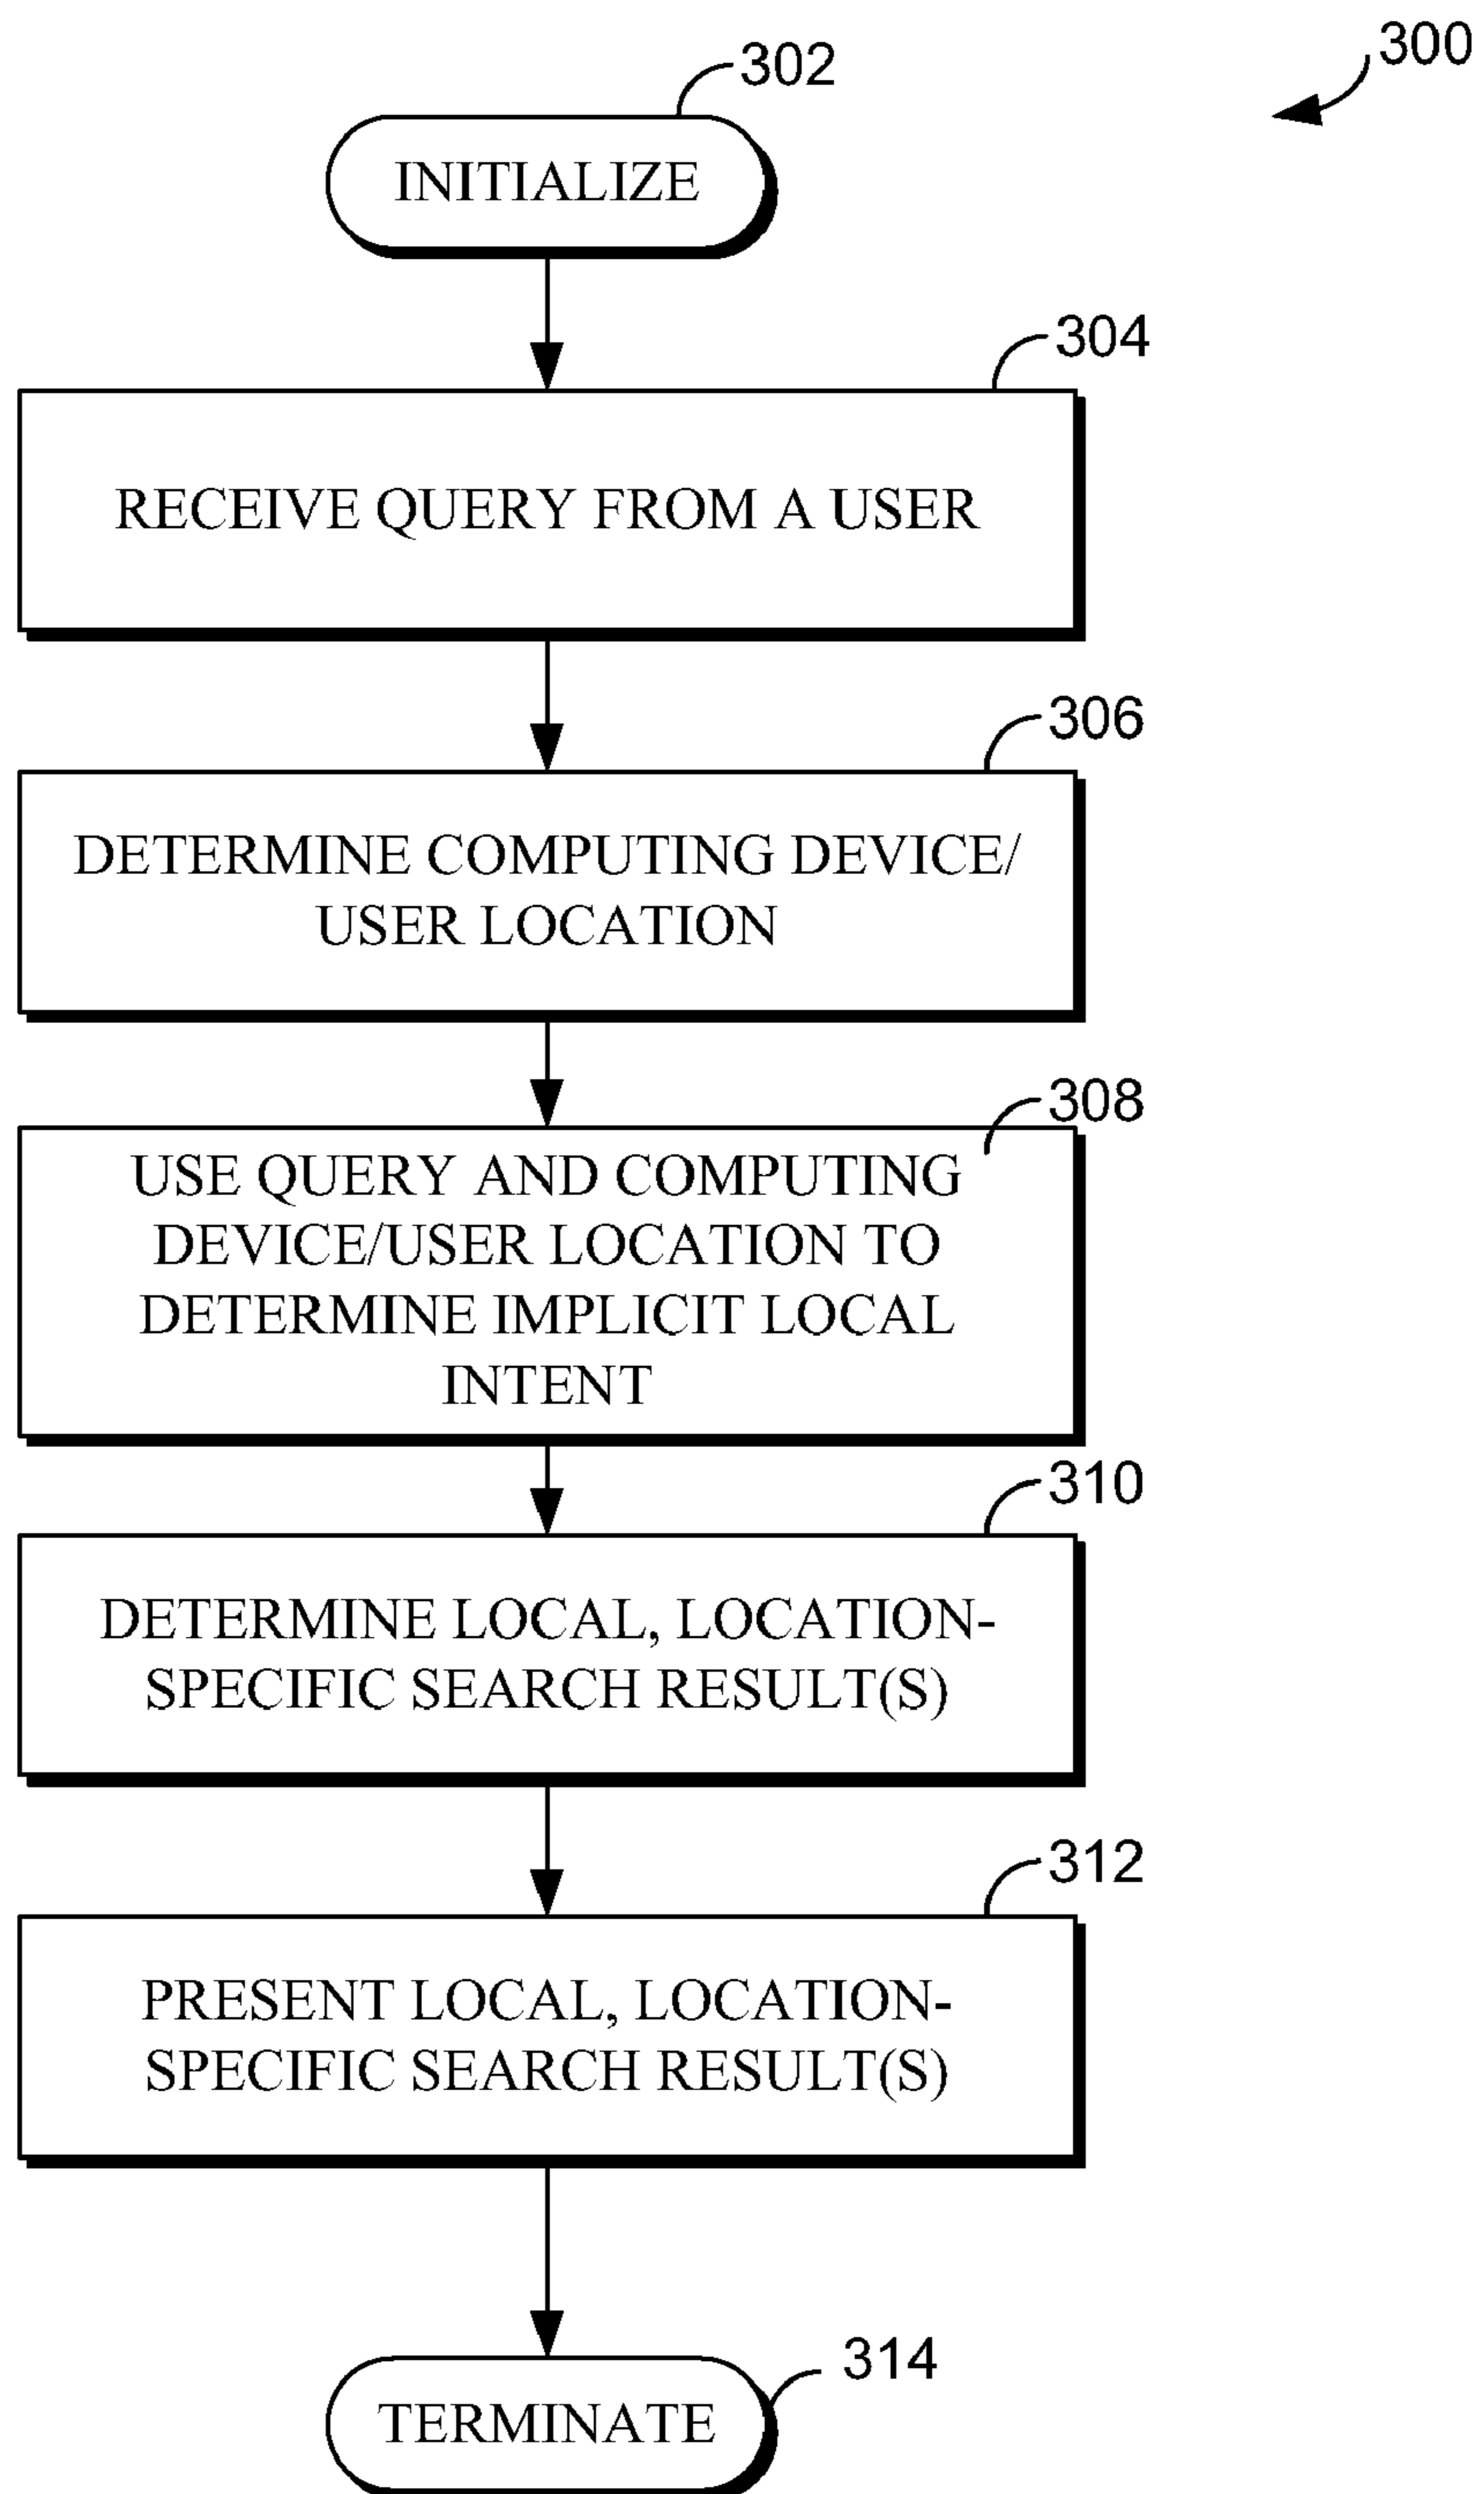 300
302
INITIALIZE
304
RECEIVE QUERY FROM A USER
306
DETERMINE COMPUTING DEVICE/
USER LOCATION
308
USE QUERY AND COMPUTING
DEVICE/USER LOCATION TO
DETERMINE IMPLICIT LOCAL
INTENT
310
DETERMINE LOCAL, LOCATION-
SPECIFIC SEARCH RESULT(S)
312
PRESENT LOCAL, LOCATION-
SPECIFIC SEARCH RESULT(S)
314
TERMINATE